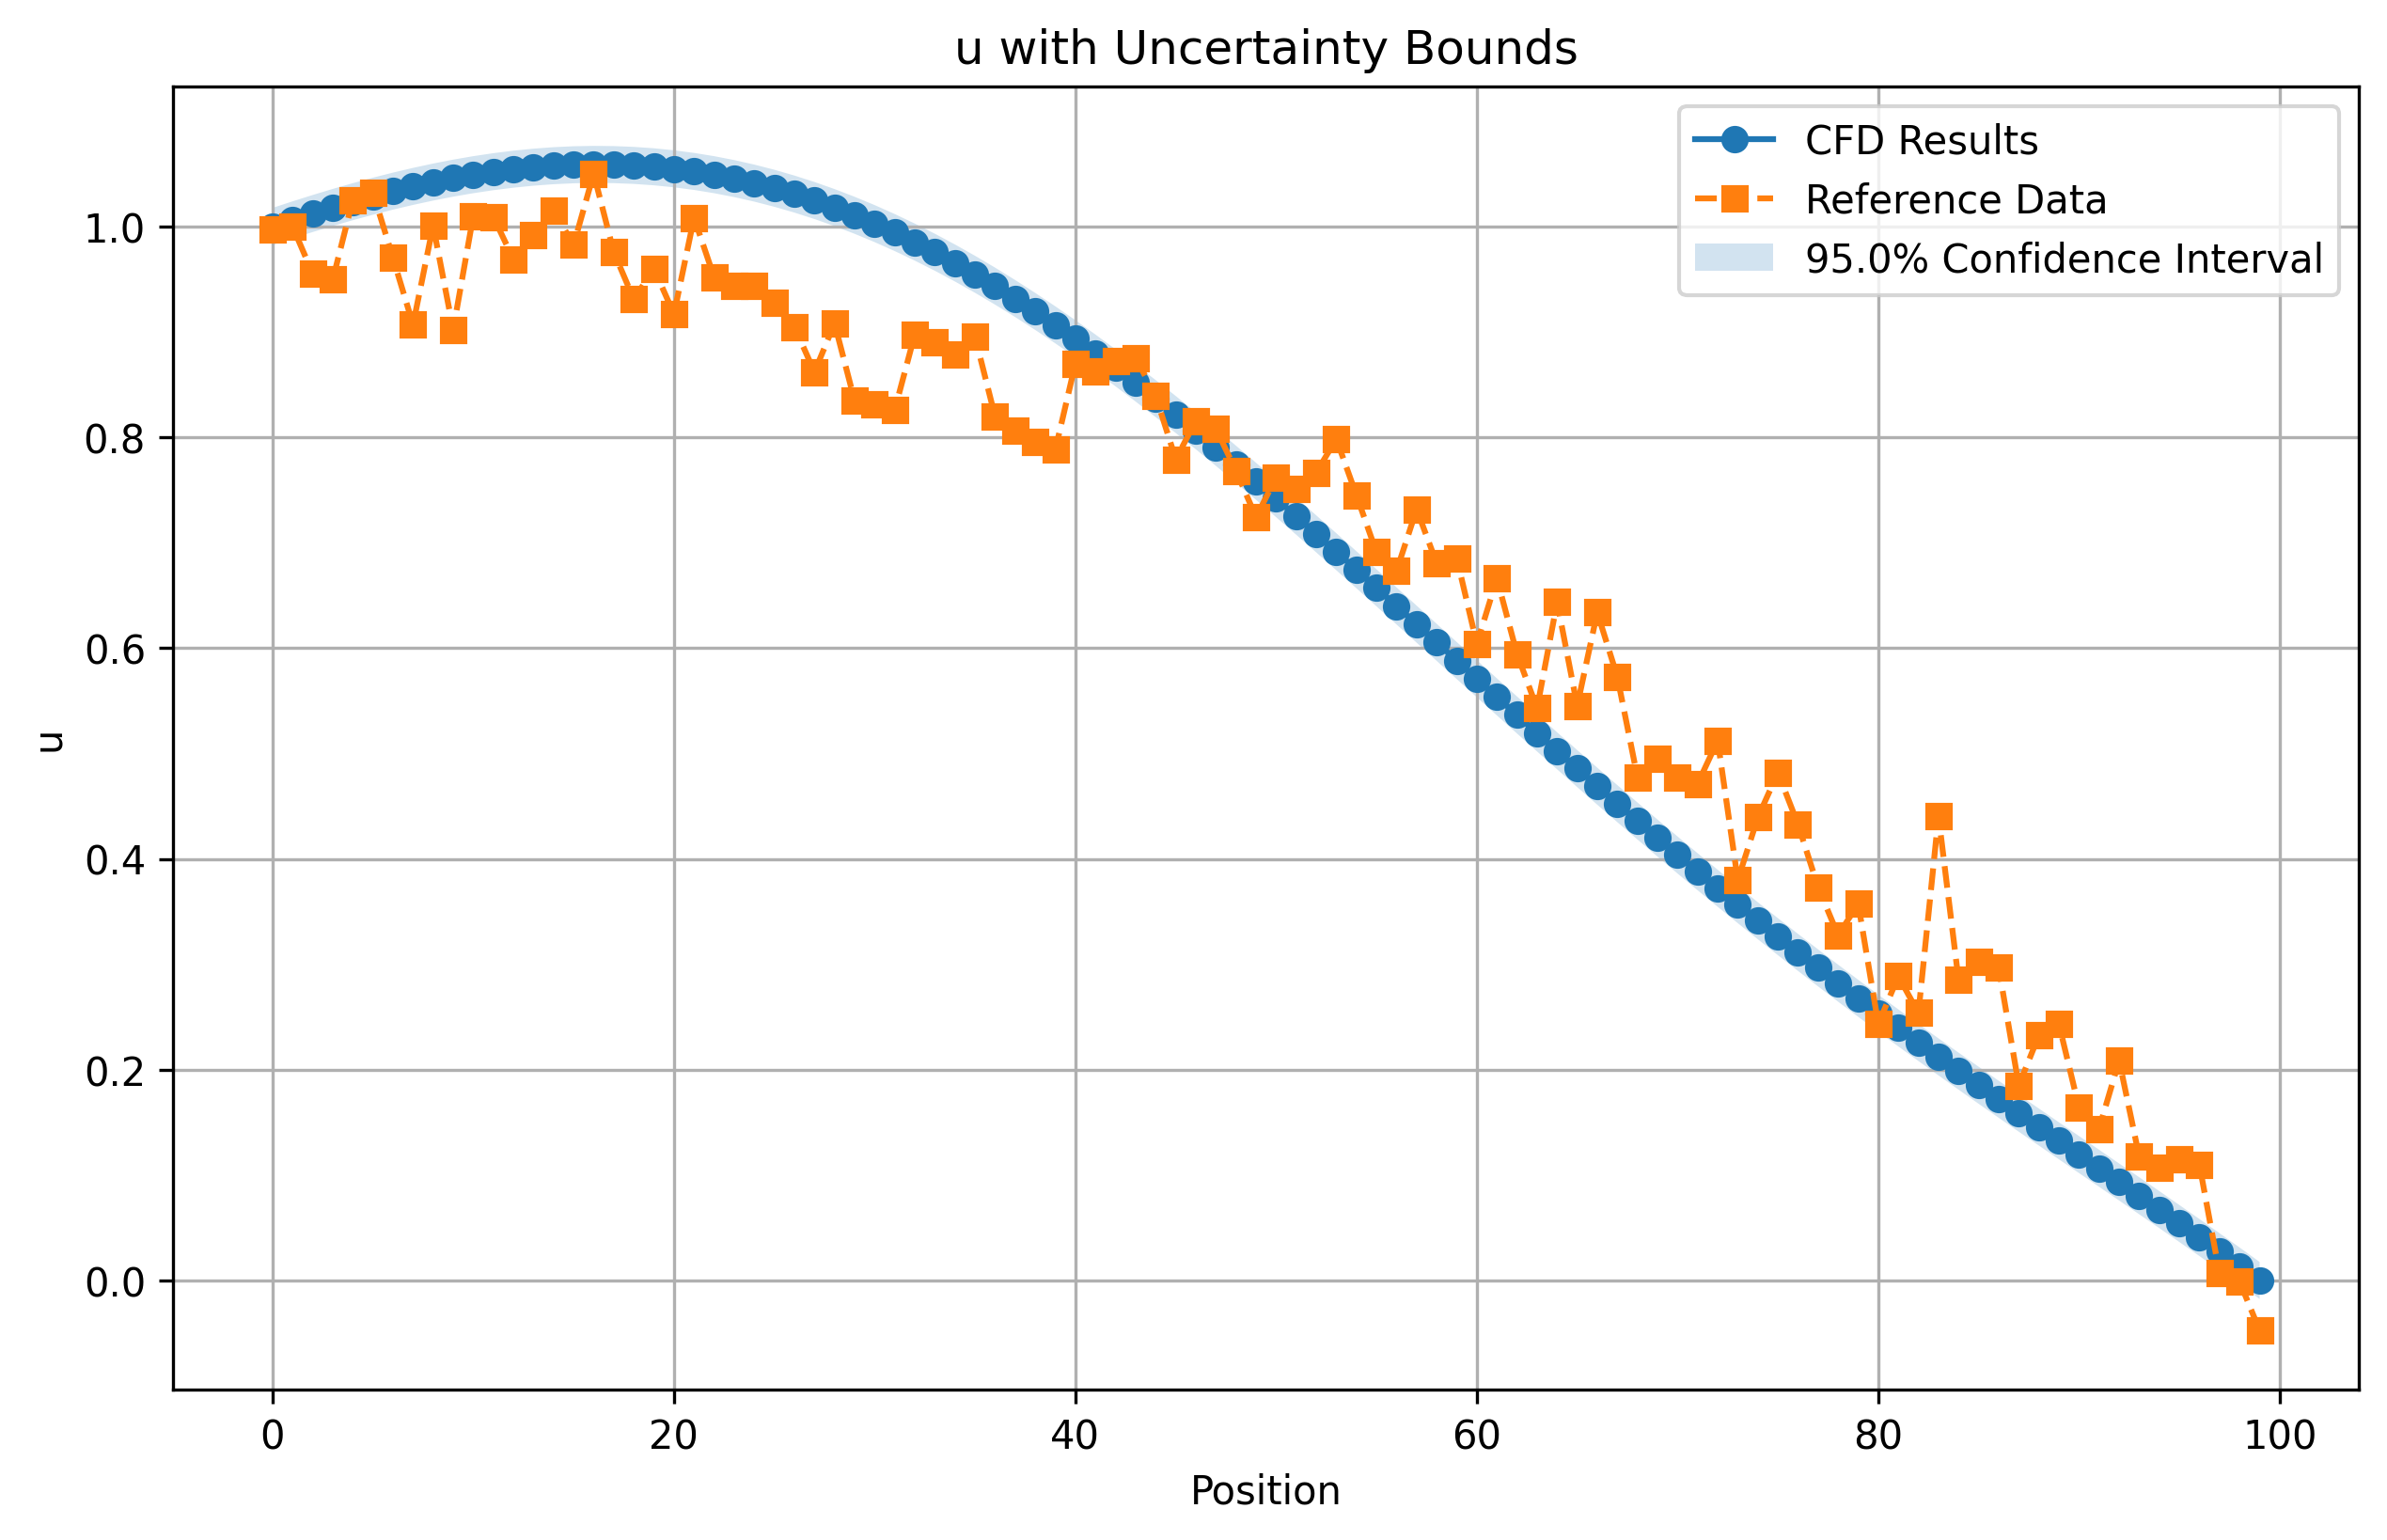 u with Uncertainty Bounds
CFD Results
Reference Data
95.0% Confidence Interval
1.0
0.8
0.6
0.4
0.2
0.0
u
0 20 40 60 80 100
Position